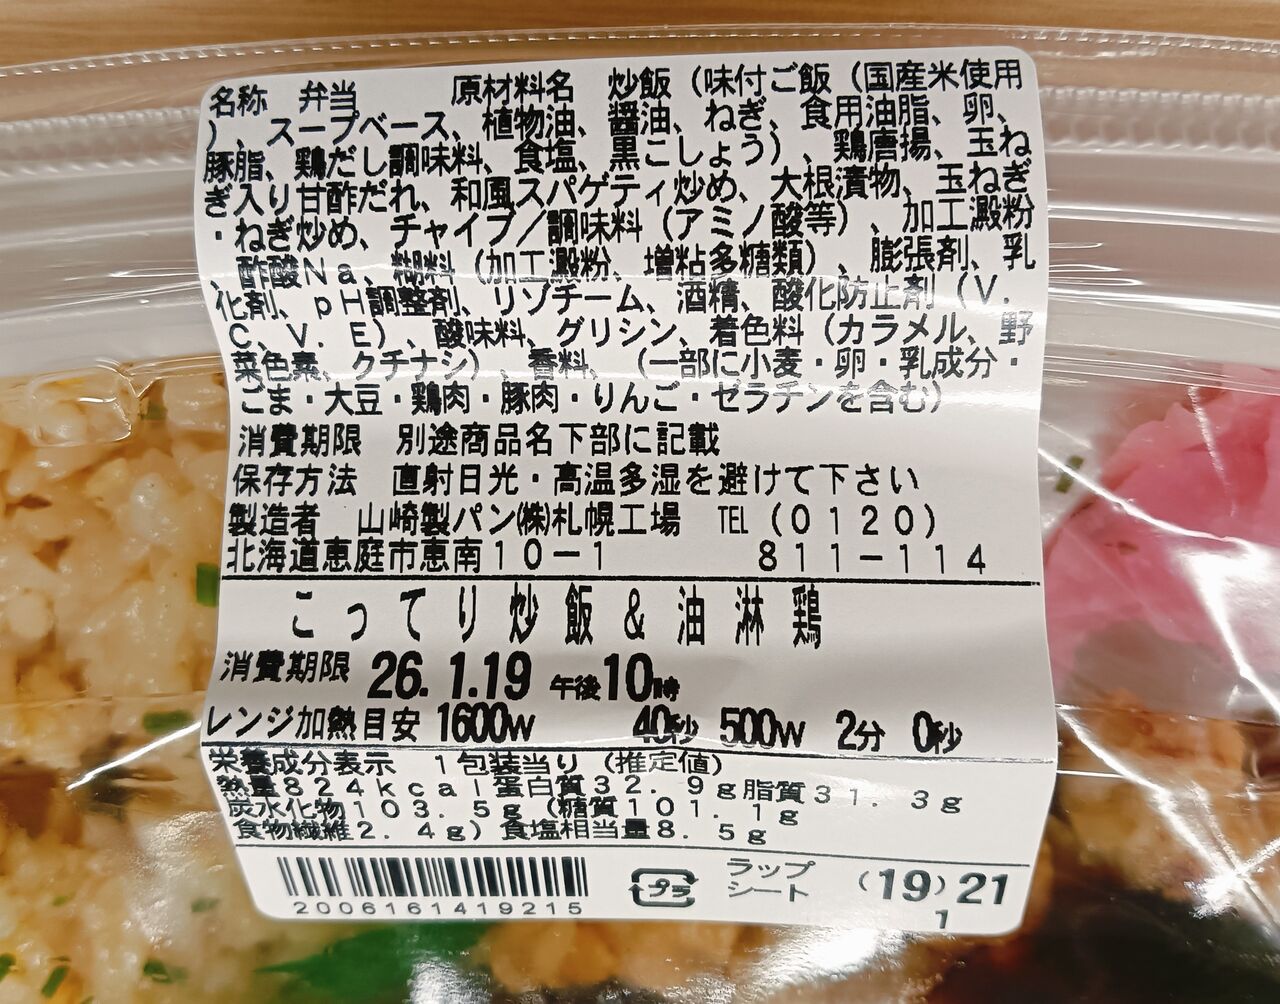 名称　弁当　　　原材料名　炒飯（味付ご飯（国産米使用
）、スープベース、植物油、醤油、ねぎ、食用油脂、卵、
豚脂、鶏だし調味料、食塩、黒こしょう）、鶏唐揚、玉ね
ぎ入り甘酢だれ、和風スパゲティ炒め、大根漬物、玉ねぎ
・ねぎ炒め、チャイブ／調味料（アミノ酸等）、加工澱粉
、酢酸Ｎａ、糊料（加工澱粉、増粘多糖類）、膨張剤、乳
化剤、ｐＨ調整剤、リゾチーム、酒精、酸化防止剤（Ｖ．
Ｃ、Ｖ．Ｅ）、酸味料、グリシン、着色料（カラメル、野
菜色素、クチナシ）、香料、（一部に小麦・卵・乳成分・
ごま・大豆・鶏肉・豚肉・りんご・ゼラチンを含む）
消費期限　別途商品名下部に記載
保存方法　直射日光・高温多湿を避けて下さい
製造者　山崎製パン㈱札幌工場　TEL（０１２０）
北海道恵庭市恵南１０－１　　　８１１－１１４
こってり炒飯＆油淋鶏
消費期限 26.1.19 午後10時
レンジ加熱目安 1600W 40秒 500W 2分 0秒
栄養成分表示　１包装当り（推定値）
熱量８２４ｋｃａｌ蛋白質３２．９ｇ脂質３１．３ｇ
炭水化物１０３．５ｇ（糖質１０１．１ｇ
食物繊維２．４ｇ）食塩相当量８．５ｇ
2006161419215
プラ
ラップ
シート
(19) 21
1